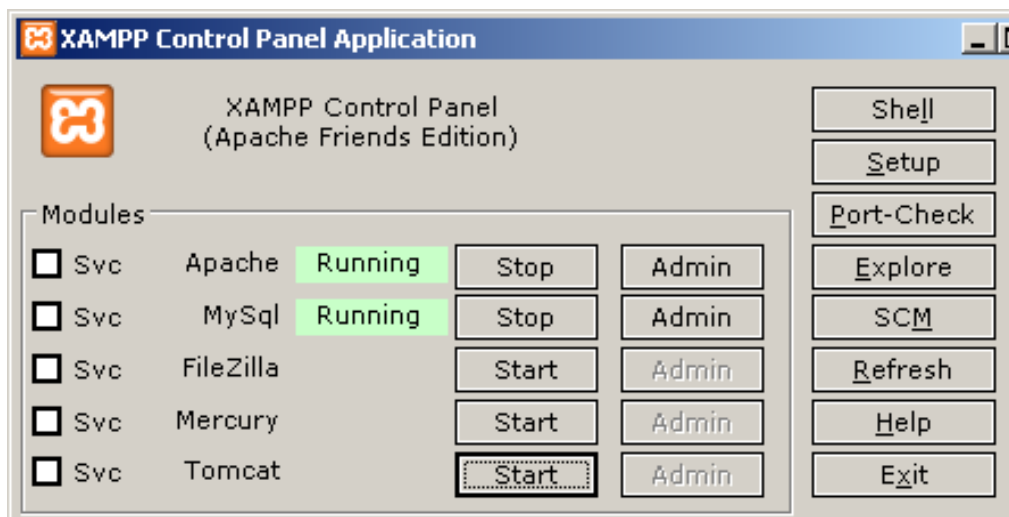 XAMPP Control Panel Application
XAMPP Control Panel
(Apache Friends Edition)
Shell
Setup
Port-Check
Explore
SCM
Refresh
Help
Exit
Modules
Svc Apache Running Stop Admin
Svc MySql Running Stop Admin
Svc FileZilla Start Admin
Svc Mercury Start Admin
Svc Tomcat Start Admin